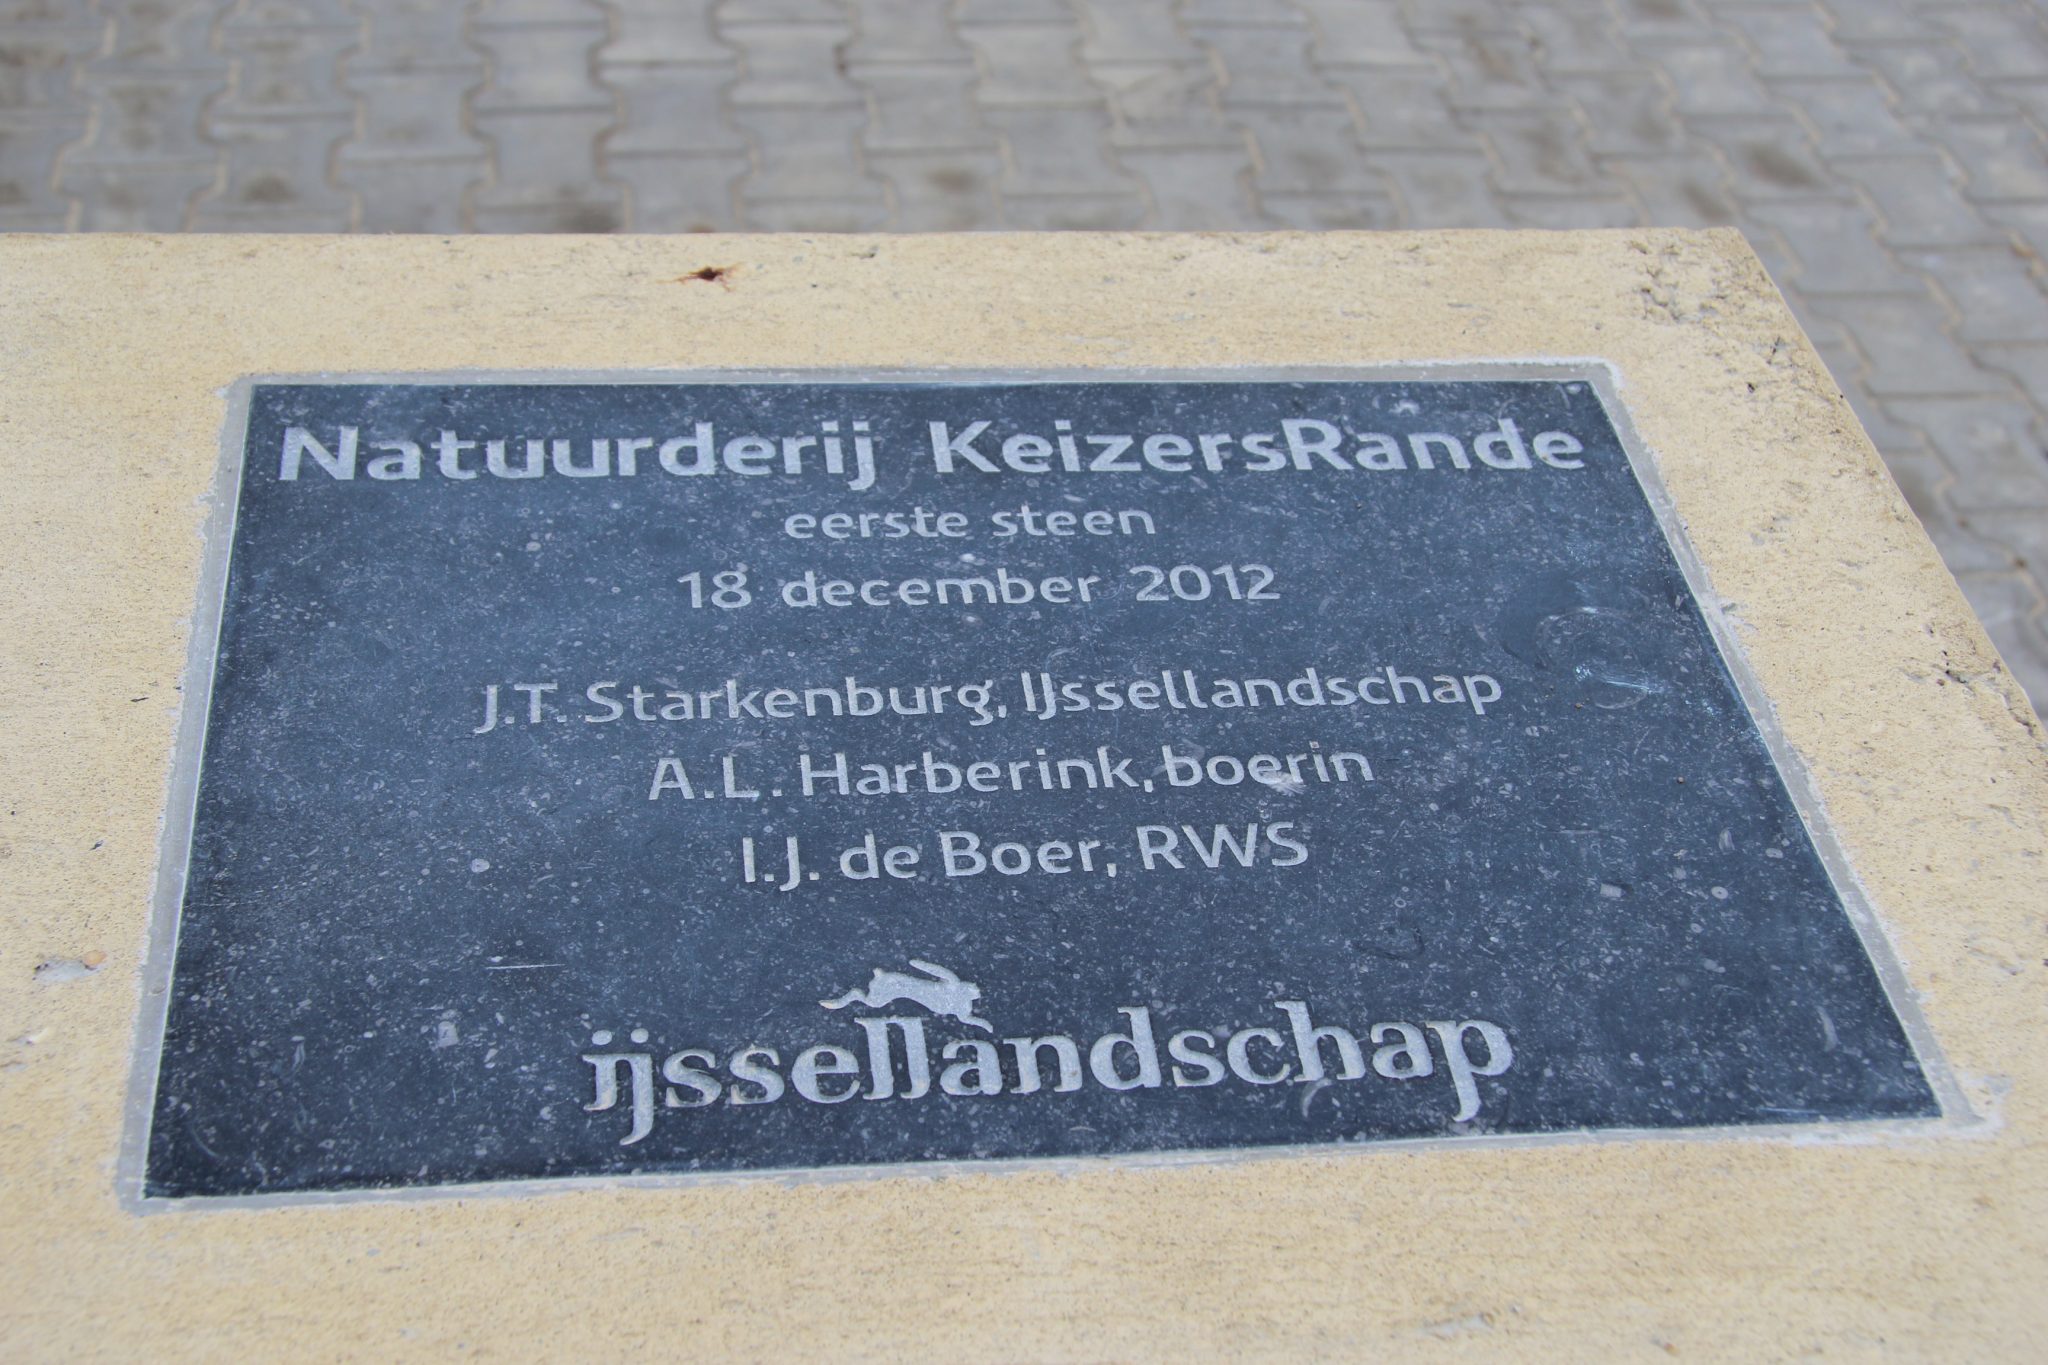 Natuurderij KeizersRande
eerste steen
18 december 2012
J.T. Starkenburg, IJssellandschap
A.L. Harberink, boerin
I.J. de Boer, RWS
ijssellandschap